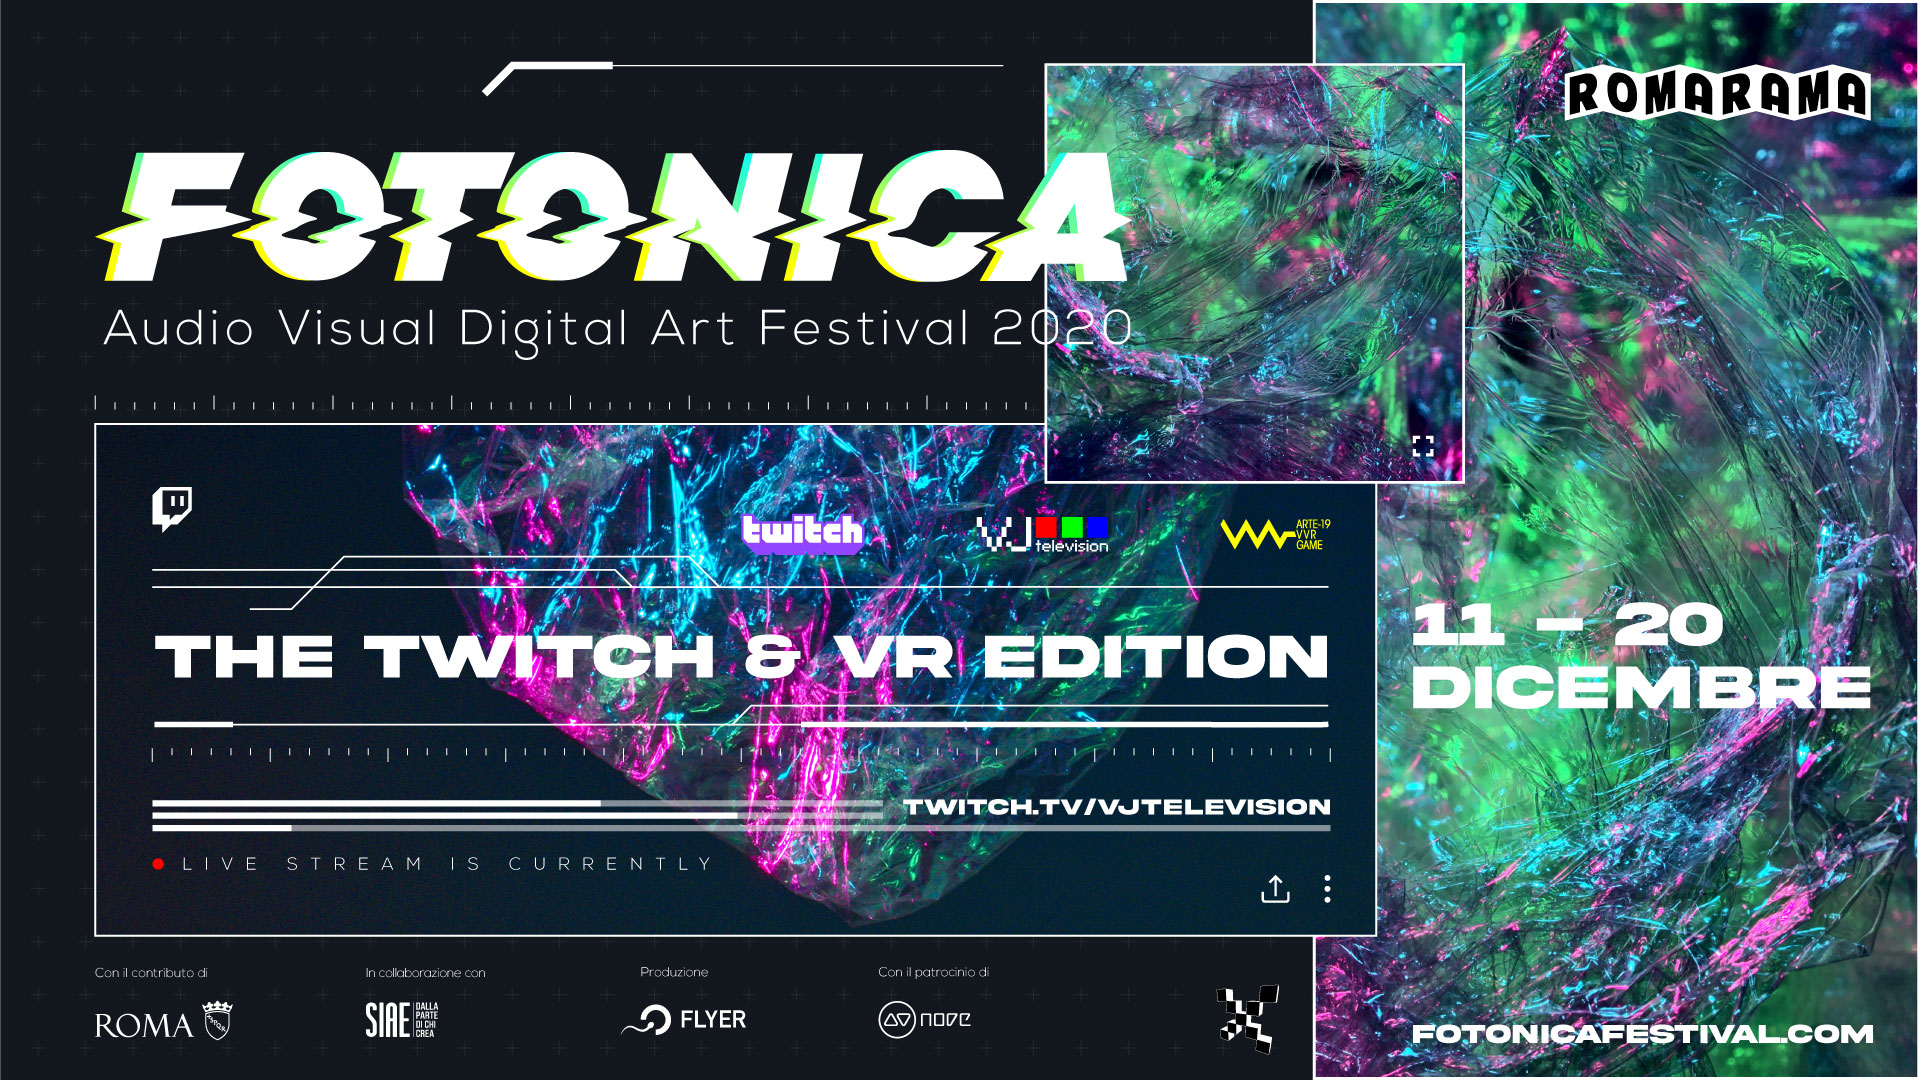 ROMARAMA
FOTONICA
Audio Visual Digital Art Festival 2020
twitch
VJ television
ARTE-19
VVR
GAME
THE TWITCH & VR EDITION
11 – 20
DICEMBRE
TWITCH.TV/VJTELEVISION
LIVE STREAM IS CURRENTLY
Con il contributo di
ROMA
In collaborazione con
SIAE
DALLA
PARTE
DI CHI
CREA
Produzione
FLYER
Con il patrocinio di
NODE
FOTONICAFESTIVAL.COM